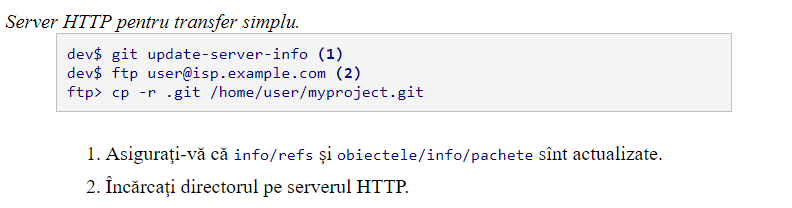 Server HTTP pentru transfer simplu.
dev$ git update-server-info (1)
dev$ ftp user@isp.example.com (2)
ftp> cp -r .git /home/user/myproject.git
1. Asigurați-vă că info/refs și obiectele/info/pachete sînt actualizate.
2. Încărcați directorul pe serverul HTTP.